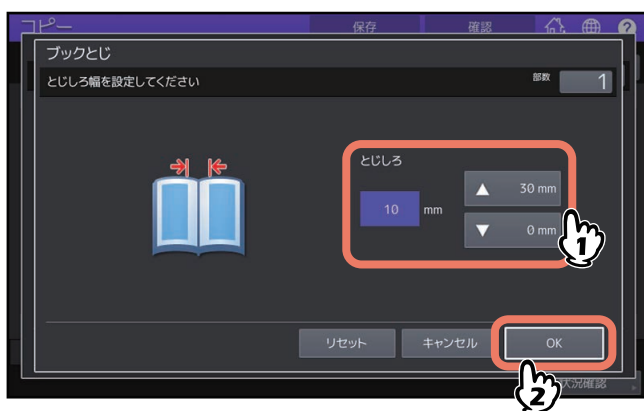 コピー
保存
確認
?
ブックとじ
とじしろ幅を設定してください
部数
1
とじしろ
10 mm
▲ 30 mm
▼ 0 mm
1
リセット
キャンセル
OK
2
状況確認